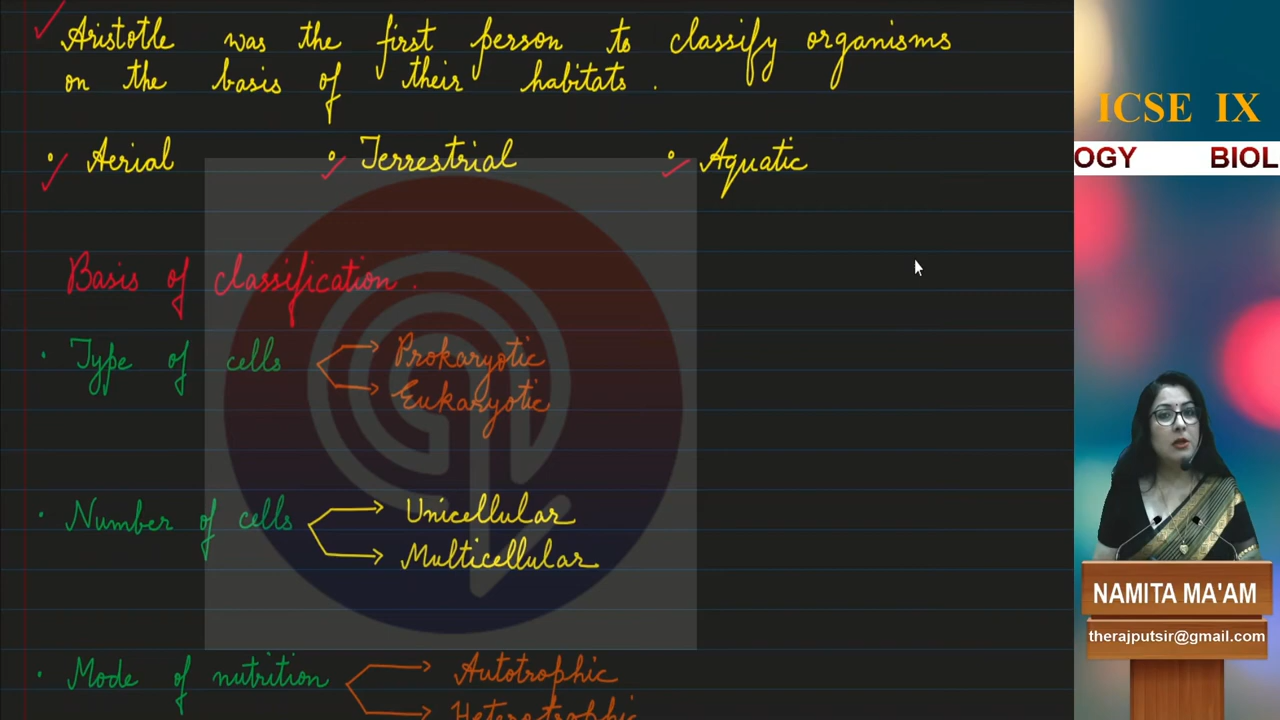 Aristotle was the first person to classify organisms
on the basis of their habitats.
• Aerial • Terrestrial • Aquatic
Basis of classification.
• Type of cells → Prokaryotic
→ Eukaryotic
• Number of cells → Unicellular
→ Multicellular
• Mode of nutrition → Autotrophic
→ Heterotrophic
ICSE IX
OGY BIOL
NAMITA MA'AM
therajputsir@gmail.com